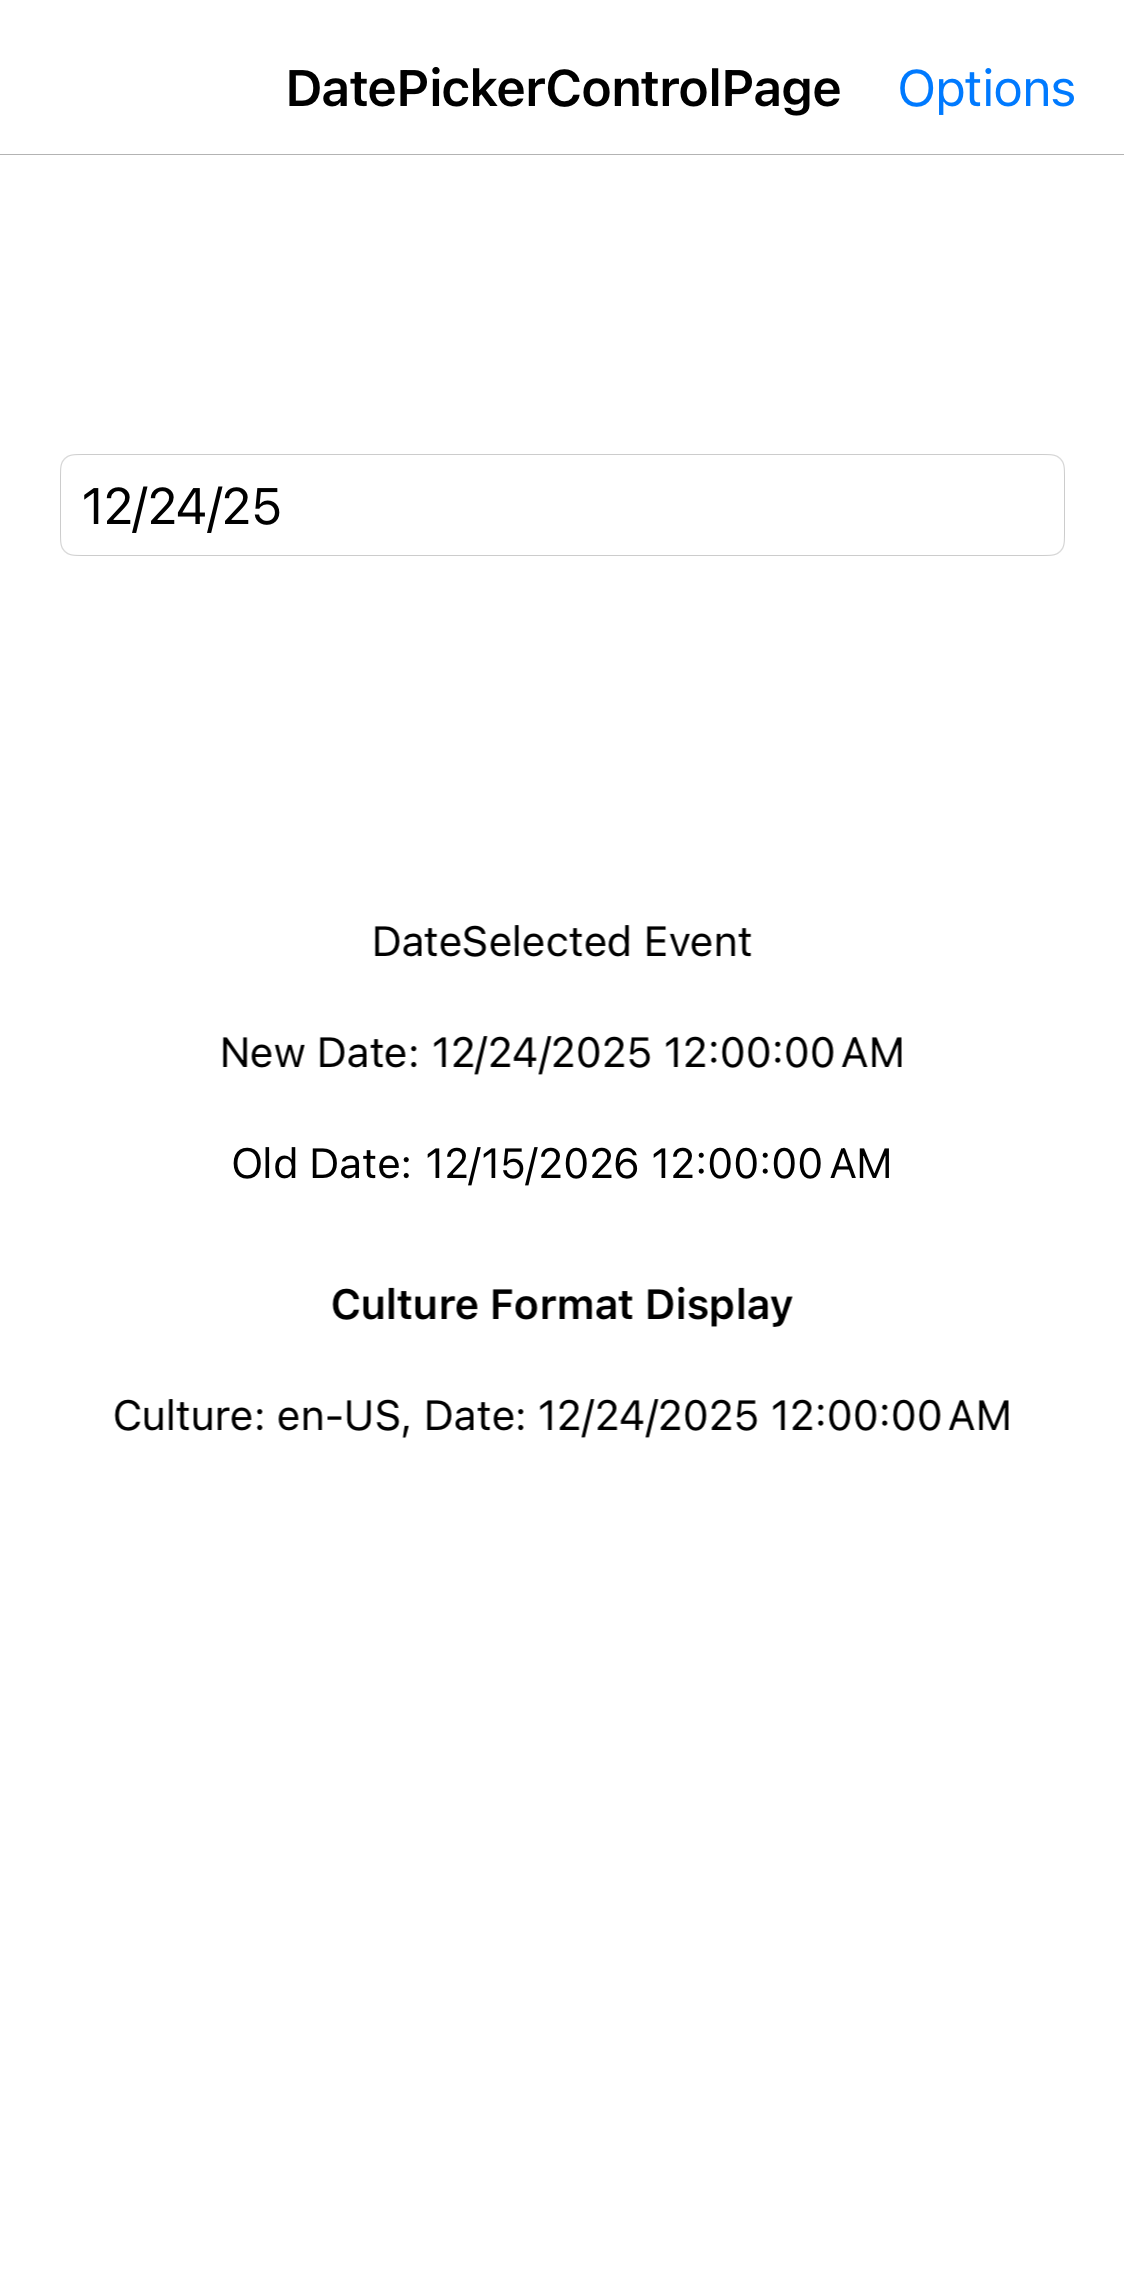 DatePickerControlPage Options
12/24/25
DateSelected Event
New Date: 12/24/2025 12:00:00 AM
Old Date: 12/15/2026 12:00:00 AM
Culture Format Display
Culture: en-US, Date: 12/24/2025 12:00:00 AM